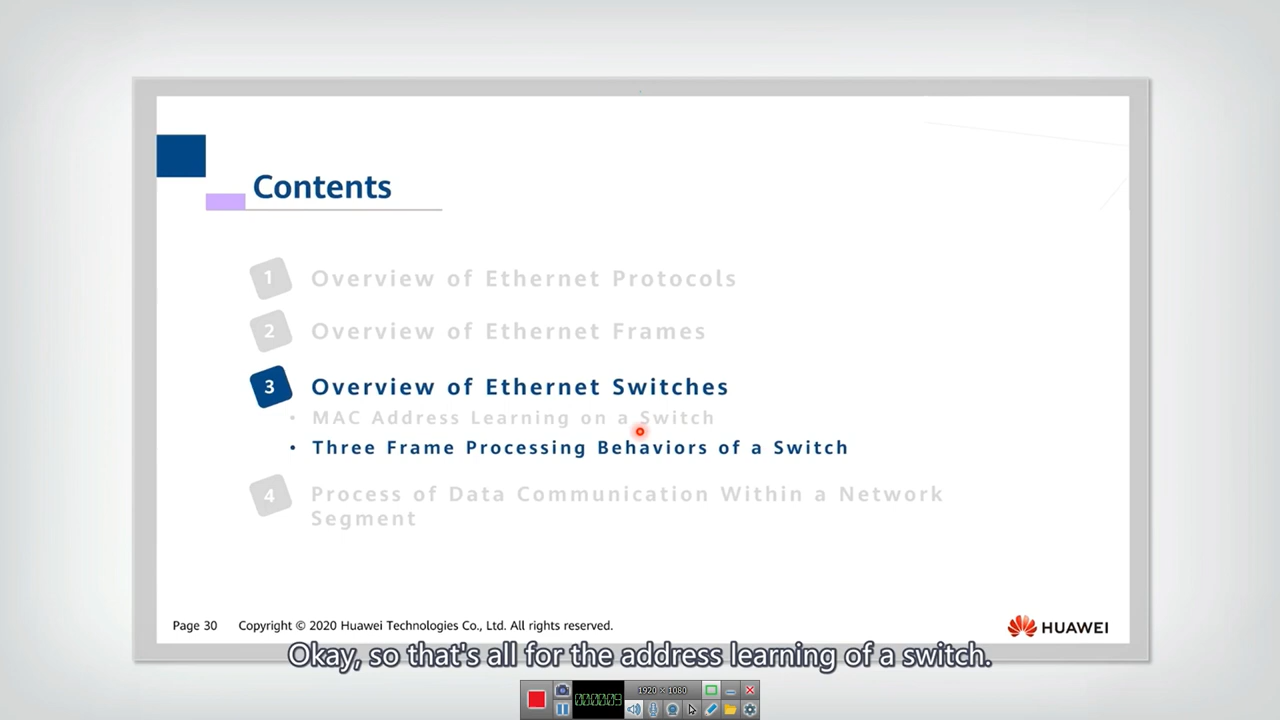 Contents
1 Overview of Ethernet Protocols
2 Overview of Ethernet Frames
3 Overview of Ethernet Switches
• MAC Address Learning on a Switch
• Three Frame Processing Behaviors of a Switch
4 Process of Data Communication Within a Network
Segment
Page 30 Copyright © 2020 Huawei Technologies Co., Ltd. All rights reserved.
HUAWEI
Okay, so that's all for the address learning of a switch.
1920 × 1080